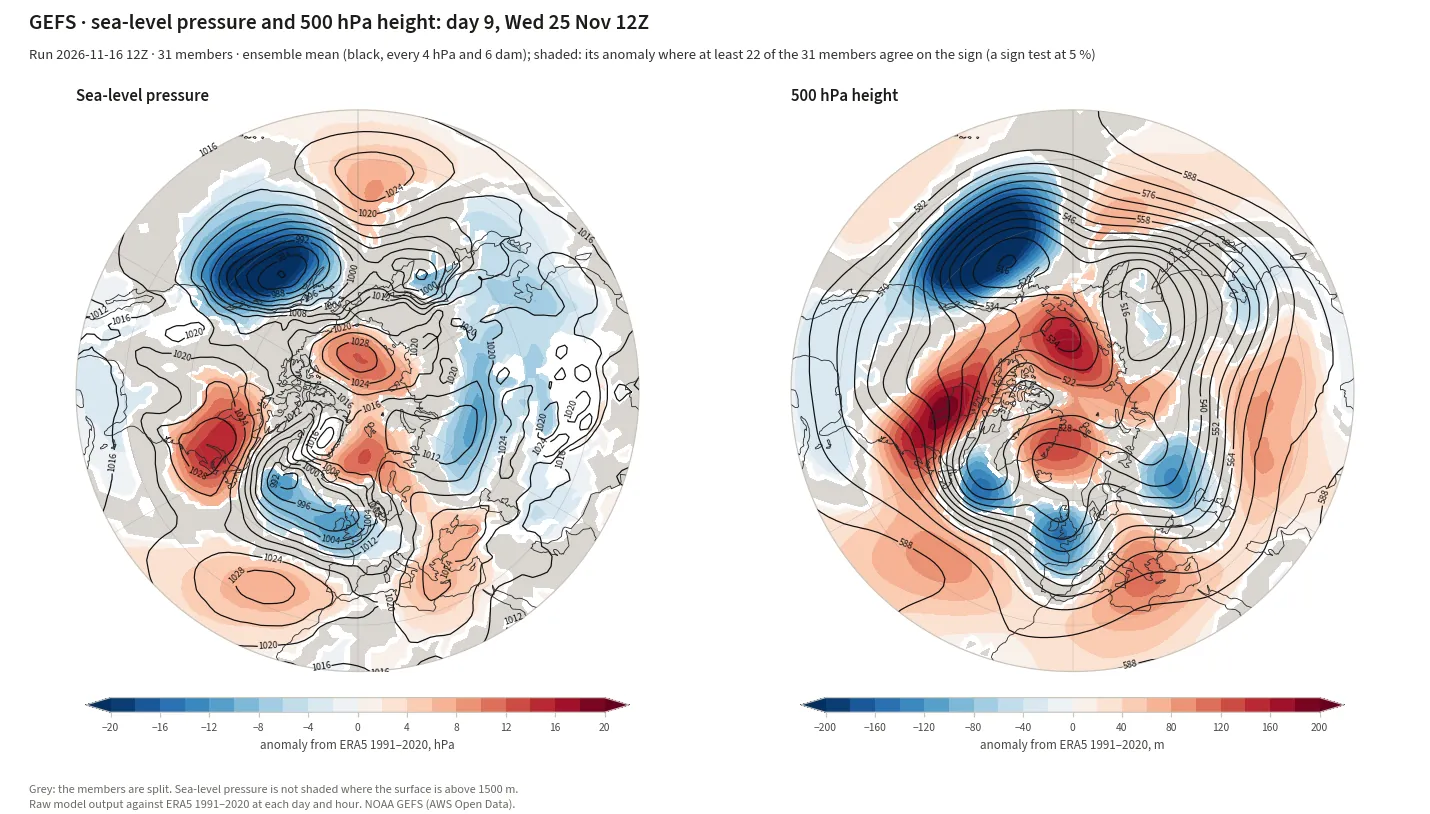 GEFS · sea-level pressure and 500 hPa height: day 9, Wed 25 Nov 12Z
Run 2026-11-16 12Z · 31 members · ensemble mean (black, every 4 hPa and 6 dam); shaded: its anomaly where at least 22 of the 31 members agree on the sign (a sign test at 5 %)
Sea-level pressure
500 hPa height
−20 −16 −12 −8 −4 0 4 8 12 16 20
anomaly from ERA5 1991–2020, hPa
−200 −160 −120 −80 −40 0 40 80 120 160 200
anomaly from ERA5 1991–2020, m
Grey: the members are split. Sea-level pressure is not shaded where the surface is above 1500 m.
Raw model output against ERA5 1991–2020 at each day and hour. NOAA GEFS (AWS Open Data).